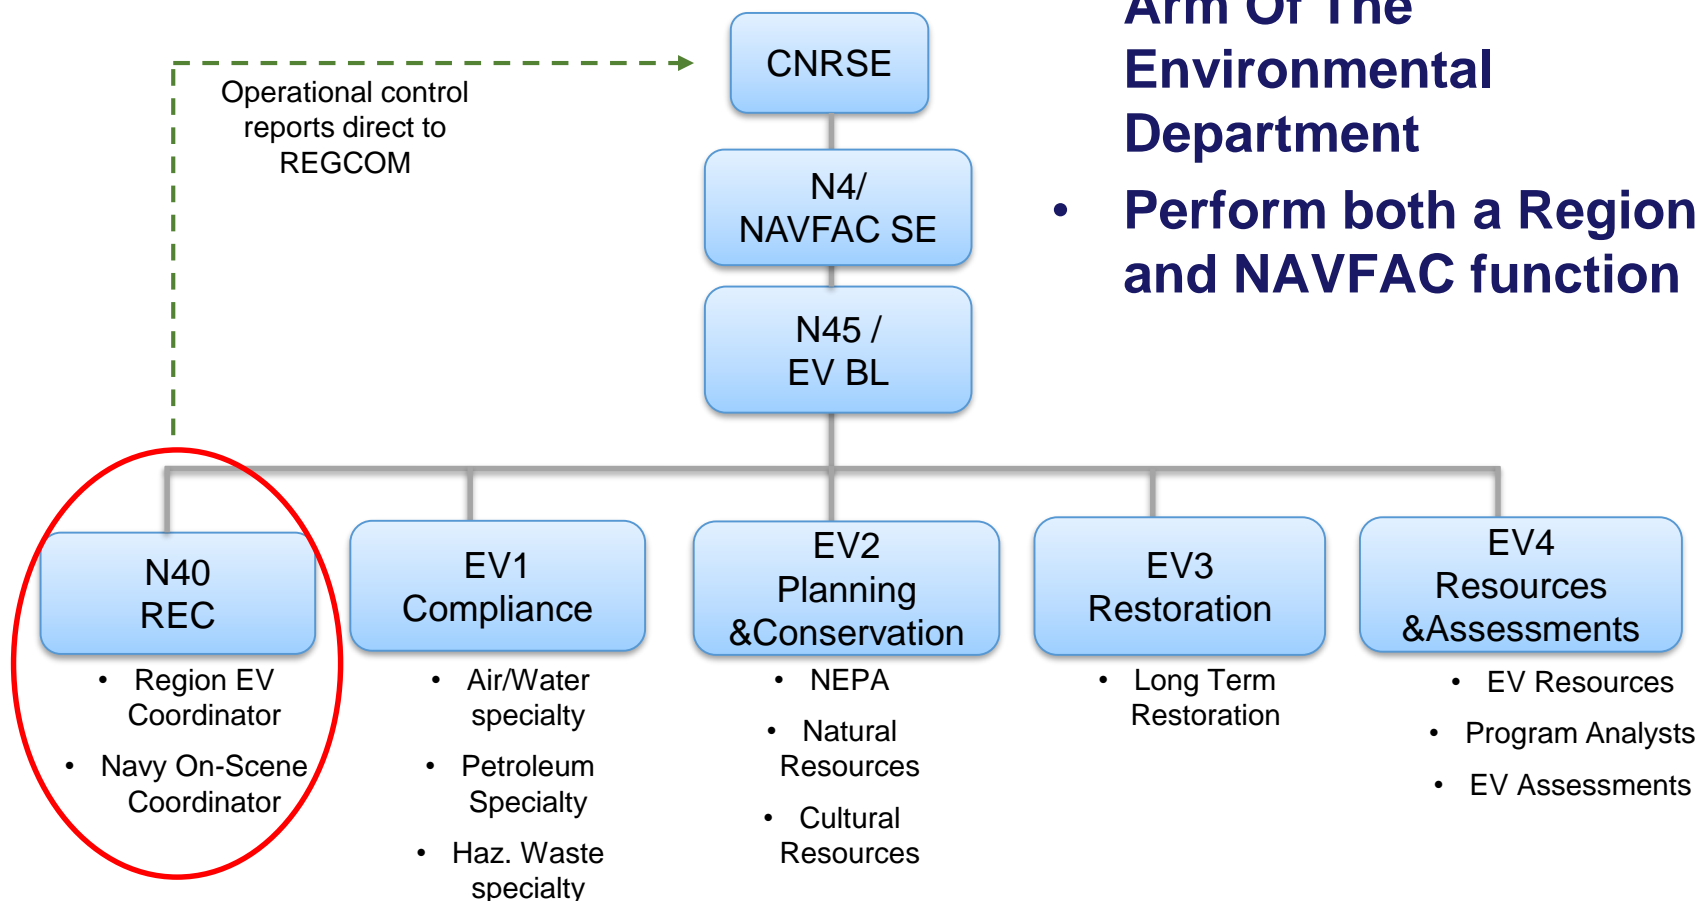 Arm Of The
Environmental
Department
• Perform both a Region
and NAVFAC function
CNRSE
Operational control
reports direct to
REGCOM
N4/
NAVFAC SE
N45 /
EV BL
N40
REC
• Region EV
Coordinator
• Navy On-Scene
Coordinator
EV1
Compliance
• Air/Water
specialty
• Petroleum
Specialty
• Haz. Waste
specialty
EV2
Planning
&Conservation
• NEPA
• Natural
Resources
• Cultural
Resources
EV3
Restoration
• Long Term
Restoration
EV4
Resources
&Assessments
• EV Resources
• Program Analysts
• EV Assessments